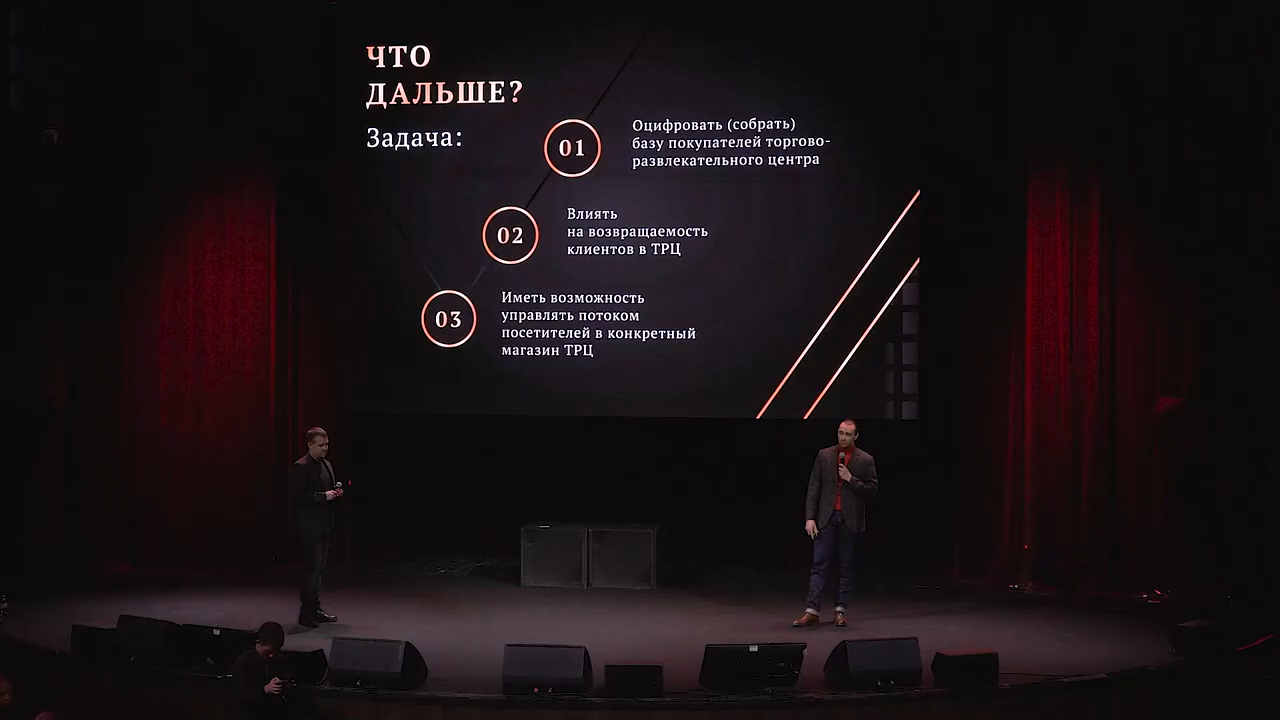 ЧТО
ДАЛЬШЕ?
Задача:
01
Оцифровать (собрать)
базу покупателей торгово-
развлекательного центра
02
Влиять
на возвращаемость
клиентов в ТРЦ
03
Иметь возможность
управлять потоком
посетителей в конкретный
магазин ТРЦ